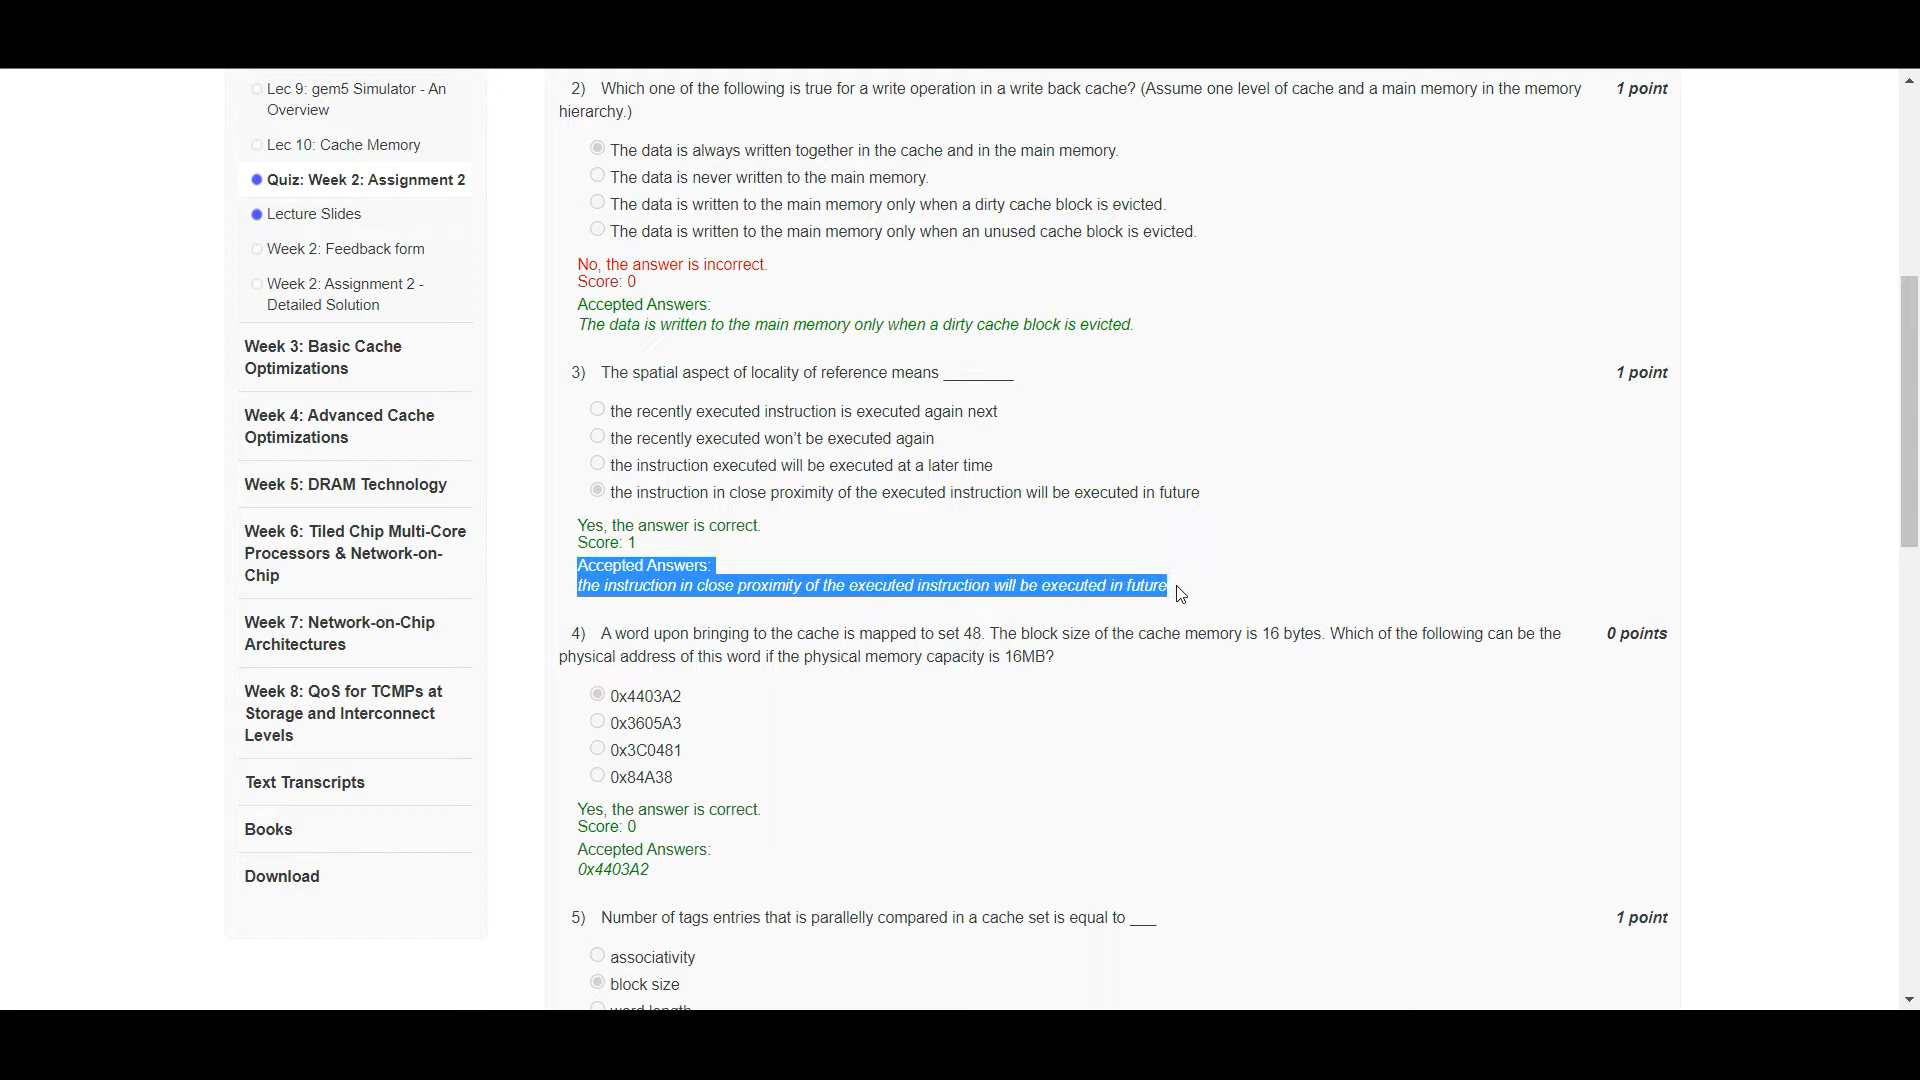 Lec 9: gem5 Simulator - An
Overview
Lec 10: Cache Memory
Quiz: Week 2: Assignment 2
Lecture Slides
Week 2: Feedback form
Week 2: Assignment 2 -
Detailed Solution
Week 3: Basic Cache
Optimizations
Week 4: Advanced Cache
Optimizations
Week 5: DRAM Technology
Week 6: Tiled Chip Multi-Core
Processors & Network-on-
Chip
Week 7: Network-on-Chip
Architectures
Week 8: QoS for TCMPs at
Storage and Interconnect
Levels
Text Transcripts
Books
Download
2) Which one of the following is true for a write operation in a write back cache? (Assume one level of cache and a main memory in the memory 1 point
hierarchy.)
The data is always written together in the cache and in the main memory.
The data is never written to the main memory.
The data is written to the main memory only when a dirty cache block is evicted.
The data is written to the main memory only when an unused cache block is evicted.
No, the answer is incorrect.
Score: 0
Accepted Answers:
The data is written to the main memory only when a dirty cache block is evicted.
3) The spatial aspect of locality of reference means ________ 1 point
the recently executed instruction is executed again next
the recently executed won't be executed again
the instruction executed will be executed at a later time
the instruction in close proximity of the executed instruction will be executed in future
Yes, the answer is correct.
Score: 1
Accepted Answers:
the instruction in close proximity of the executed instruction will be executed in future
4) A word upon bringing to the cache is mapped to set 48. The block size of the cache memory is 16 bytes. Which of the following can be the 0 points
physical address of this word if the physical memory capacity is 16MB?
0x4403A2
0x3605A3
0x3C0481
0x84A38
Yes, the answer is correct.
Score: 0
Accepted Answers:
0x4403A2
5) Number of tags entries that is parallelly compared in a cache set is equal to ___ 1 point
associativity
block size
word length